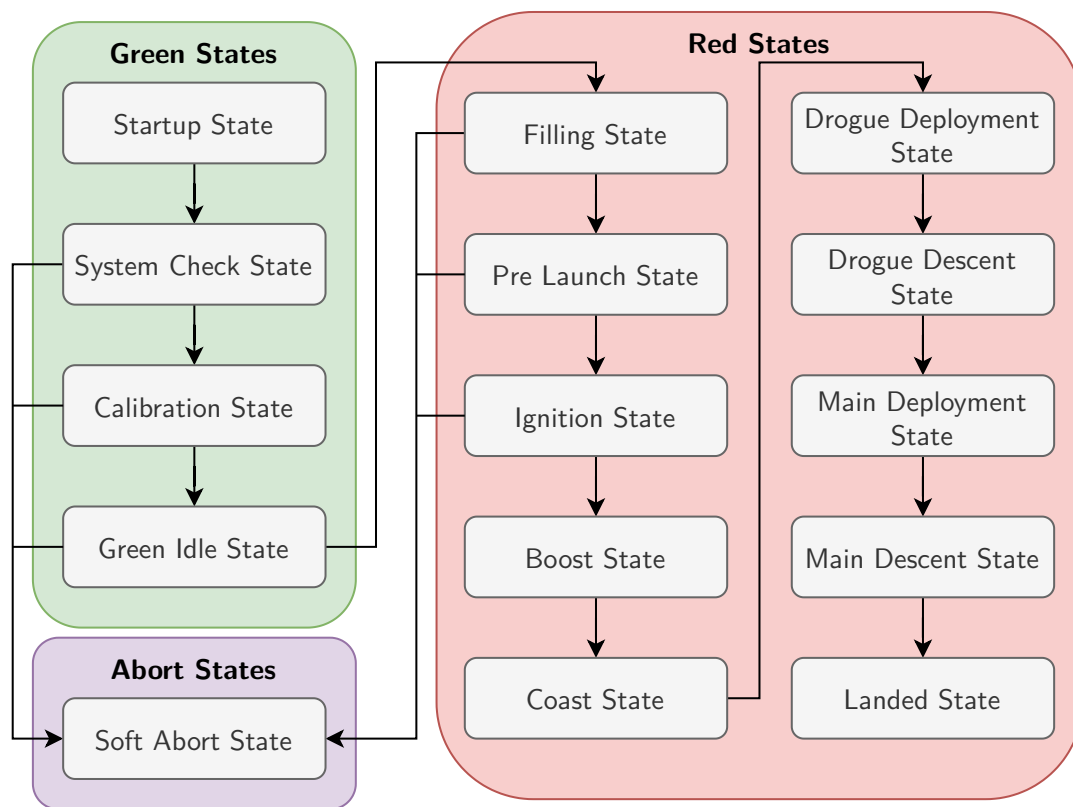 Green States
Startup State
System Check State
Calibration State
Green Idle State
Abort States
Soft Abort State
Red States
Filling State
Pre Launch State
Ignition State
Boost State
Coast State
Drogue Deployment
State
Drogue Descent
State
Main Deployment
State
Main Descent State
Landed State